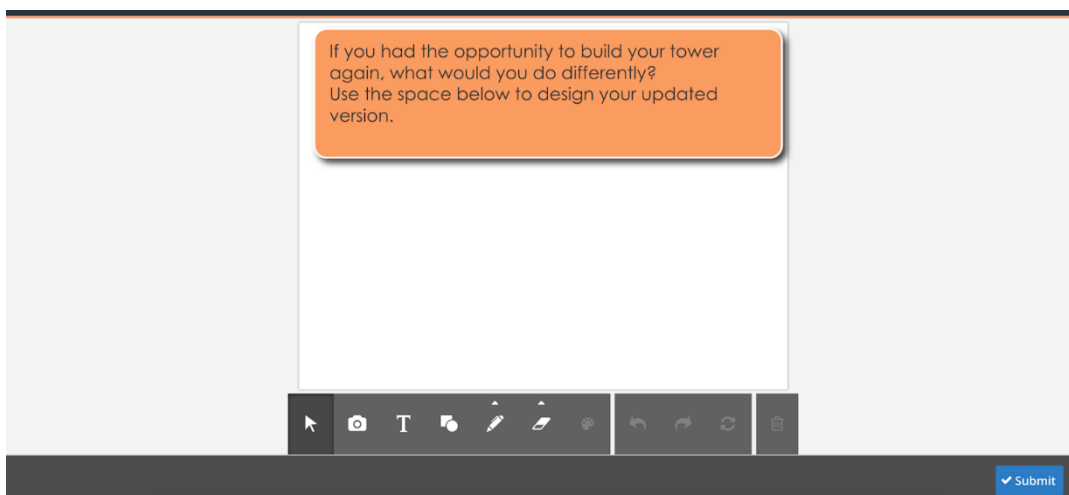 If you had the opportunity to build your tower
again, what would you do differently?
Use the space below to design your updated
version.
T
Submit